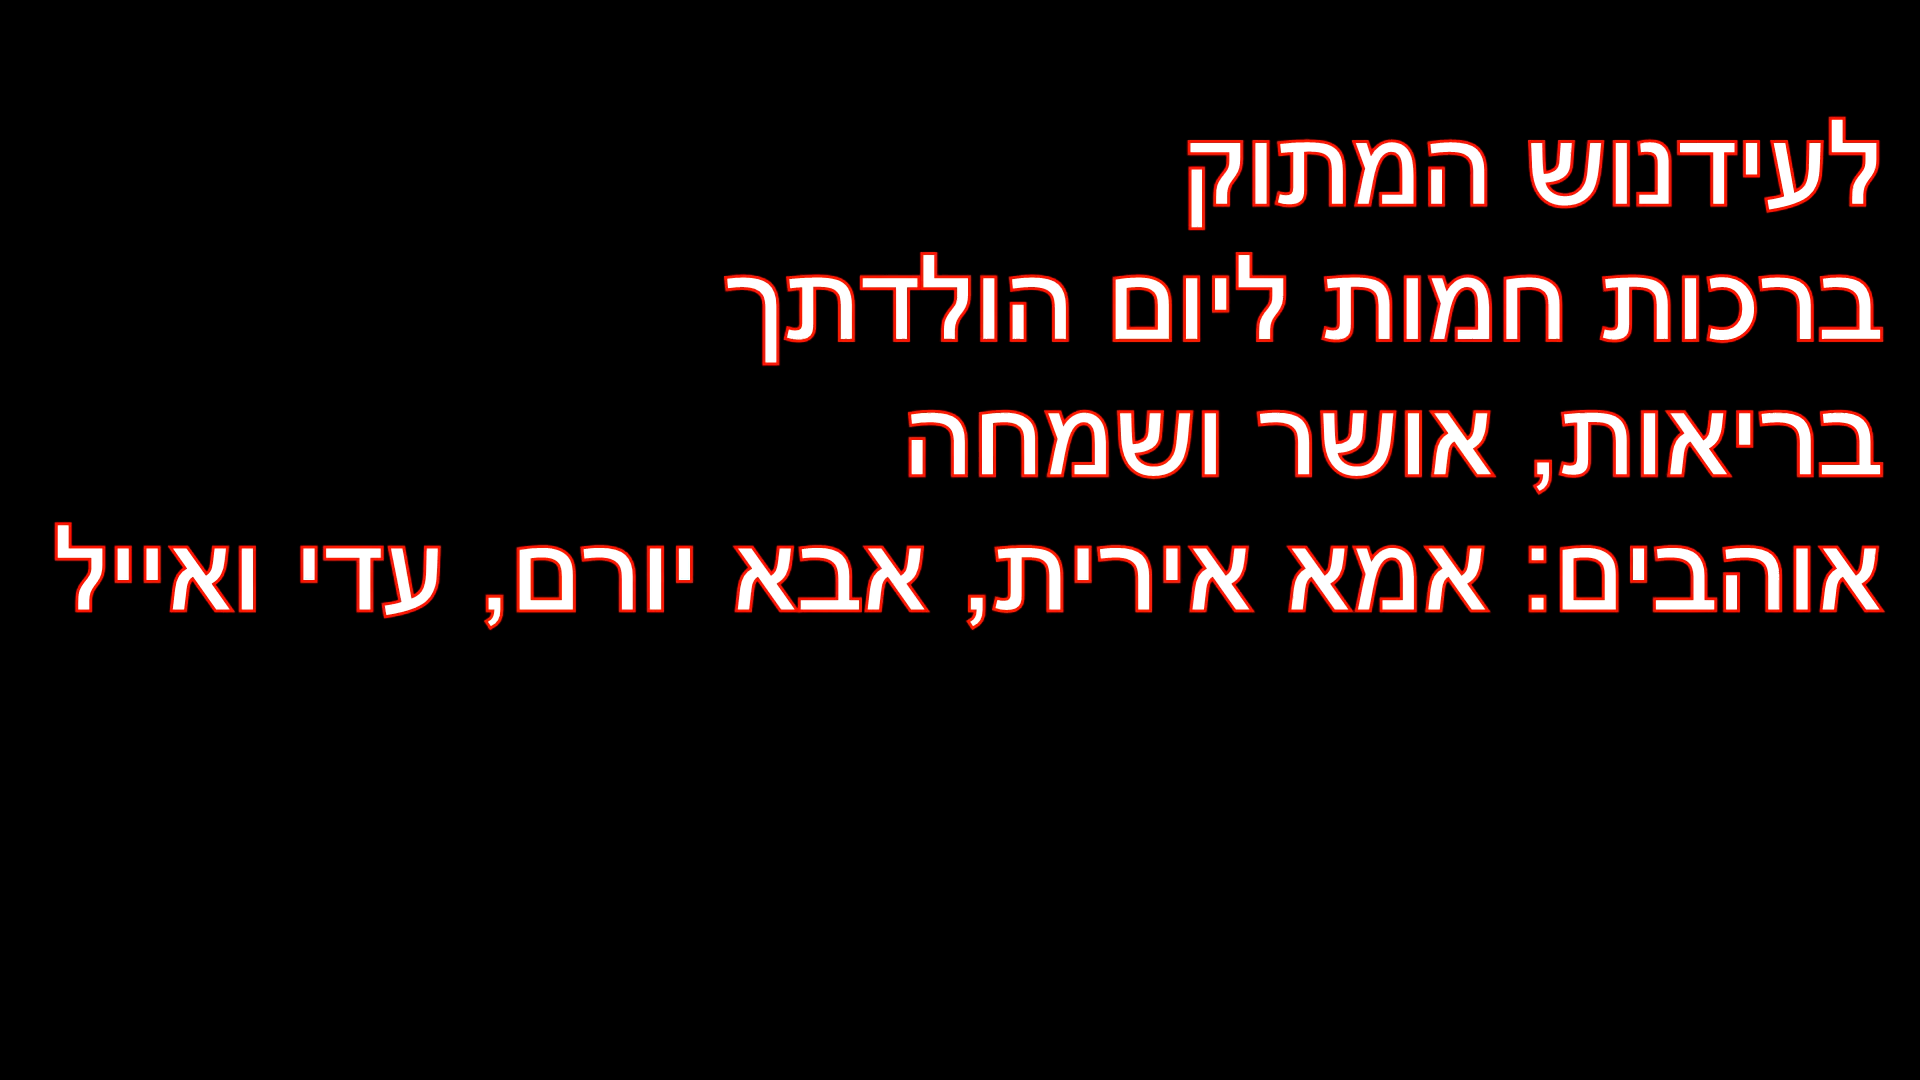 לעידנוש המתוק
ברכות חמות ליום הולדתך
בריאות, אושר ושמחה
אוהבים: אמא אירית, אבא יורם, עדי ואייל